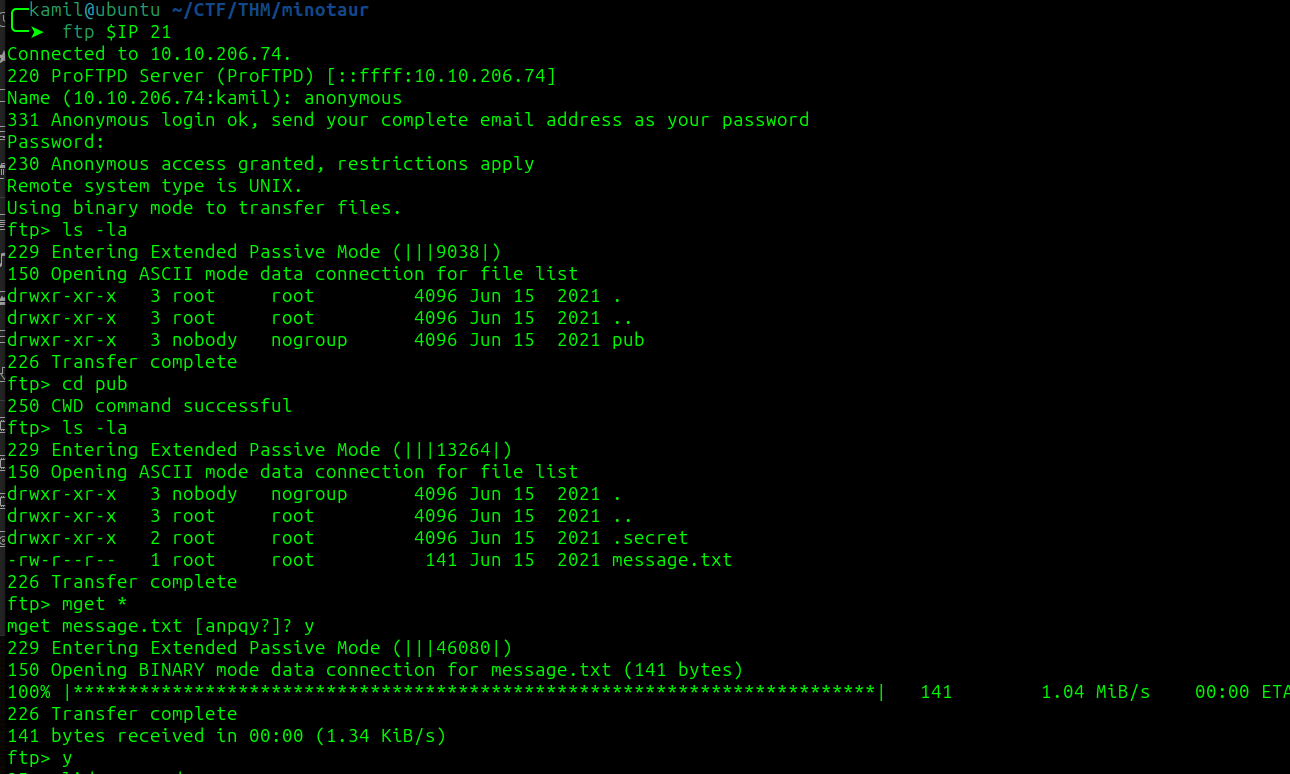 kamil@ubuntu ~/CTF/THM/minotaur
ftp $IP 21
Connected to 10.10.206.74.
220 ProFTPD Server (ProFTPD) [::ffff:10.10.206.74]
Name (10.10.206.74:kamil): anonymous
331 Anonymous login ok, send your complete email address as your password
Password:
230 Anonymous access granted, restrictions apply
Remote system type is UNIX.
Using binary mode to transfer files.
ftp> ls -la
229 Entering Extended Passive Mode (|||9038|)
150 Opening ASCII mode data connection for file list
drwxr-xr-x   3 root     root         4096 Jun 15  2021 .
drwxr-xr-x   3 root     root         4096 Jun 15  2021 ..
drwxr-xr-x   3 nobody   nogroup      4096 Jun 15  2021 pub
226 Transfer complete
ftp> cd pub
250 CWD command successful
ftp> ls -la
229 Entering Extended Passive Mode (|||13264|)
150 Opening ASCII mode data connection for file list
drwxr-xr-x   3 nobody   nogroup      4096 Jun 15  2021 .
drwxr-xr-x   3 root     root         4096 Jun 15  2021 ..
drwxr-xr-x   2 root     root         4096 Jun 15  2021 .secret
-rw-r--r--   1 root     root          141 Jun 15  2021 message.txt
226 Transfer complete
ftp> mget *
mget message.txt [anpqy?]? y
229 Entering Extended Passive Mode (|||46080|)
150 Opening BINARY mode data connection for message.txt (141 bytes)
100% |*************************************************************************|   141        1.04 MiB/s    00:00 ETA
226 Transfer complete
141 bytes received in 00:00 (1.34 KiB/s)
ftp> y